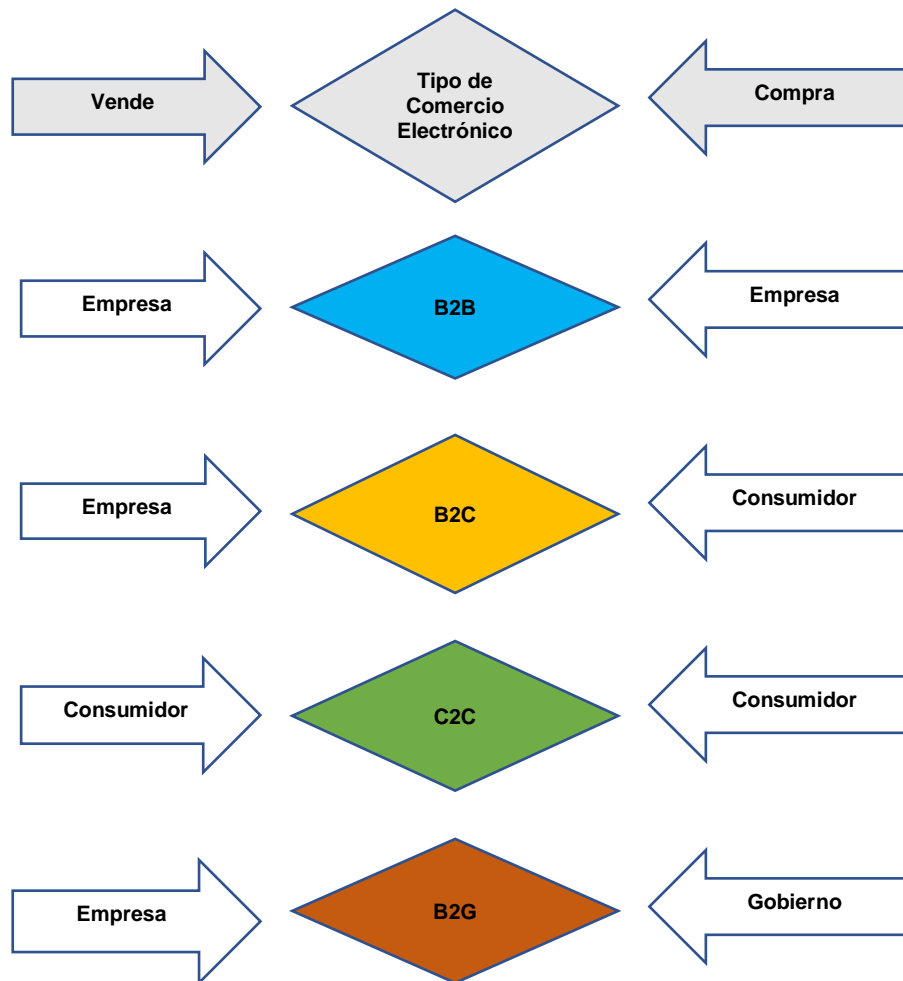 Vende
Tipo de
Comercio
Electrónico
Compra
Empresa
B2B
Empresa
Empresa
B2C
Consumidor
Consumidor
C2C
Consumidor
Empresa
B2G
Gobierno